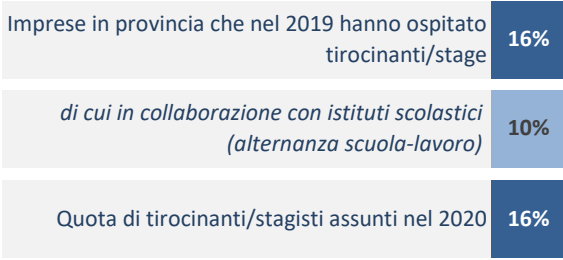 Imprese in provincia che nel 2019 hanno ospitato
tirocinanti/stage
16%
di cui in collaborazione con istituti scolastici
(alternanza scuola-lavoro)
10%
Quota di tirocinanti/stagisti assunti nel 2020
16%